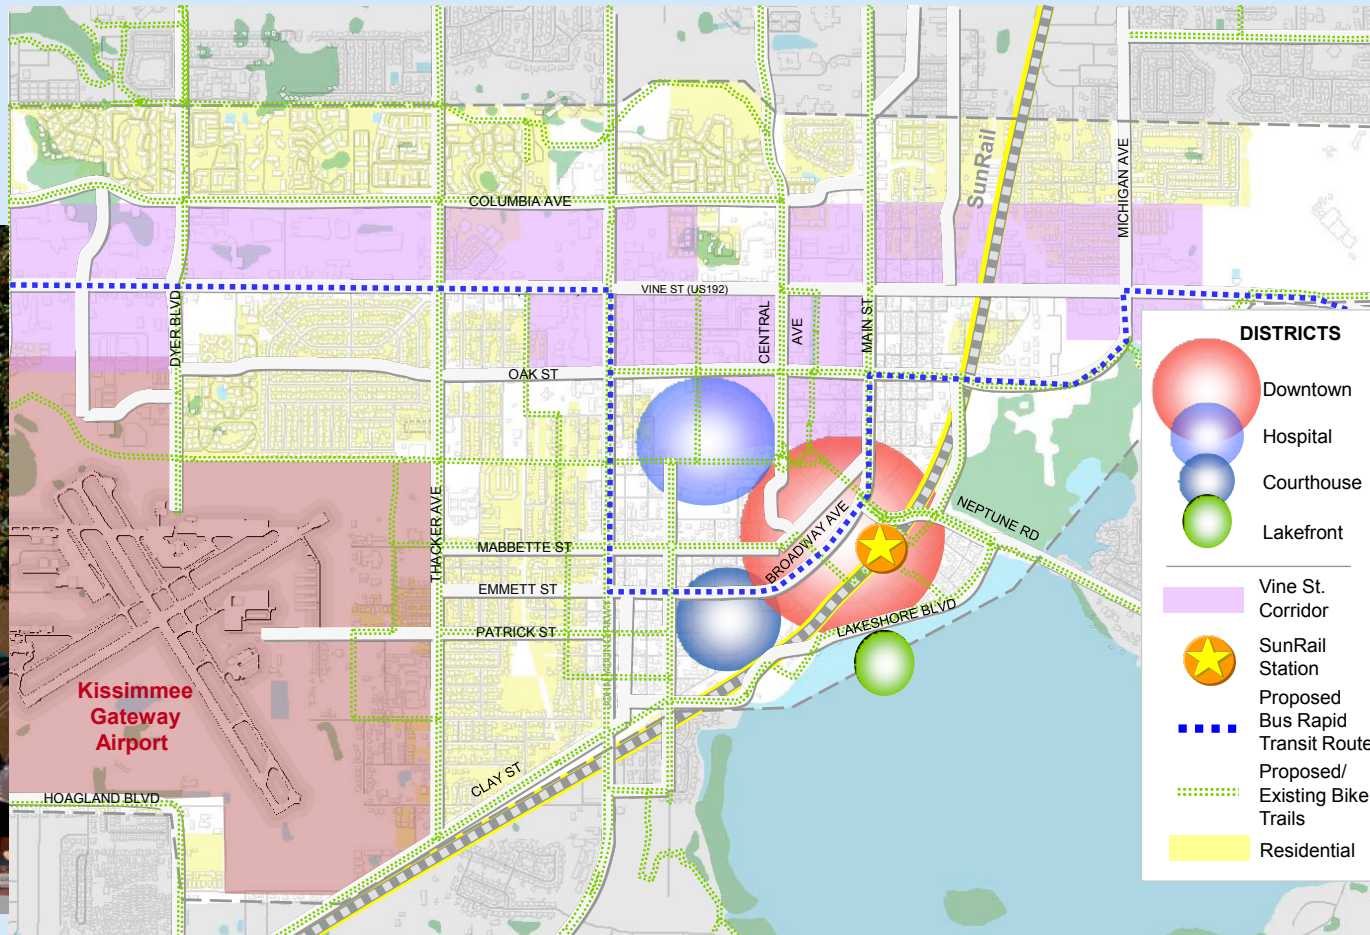 SunRail
MICHIGAN AVE
COLUMBIA AVE
VINE ST (US192)
DYER BLVD
CENTRAL
AVE
MAIN ST
OAK ST
THACKER AVE
NEPTUNE RD
MABBETTE ST
BROADWAY AVE
EMMETT ST
LAKESHORE BLVD
PATRICK ST
Kissimmee
Gateway
Airport
CLAY ST
HOAGLAND BLVD
DISTRICTS
Downtown
Hospital
Courthouse
Lakefront
Vine St.
Corridor
SunRail
Station
Proposed
Bus Rapid
Transit Route
Proposed/
Existing Bike
Trails
Residential